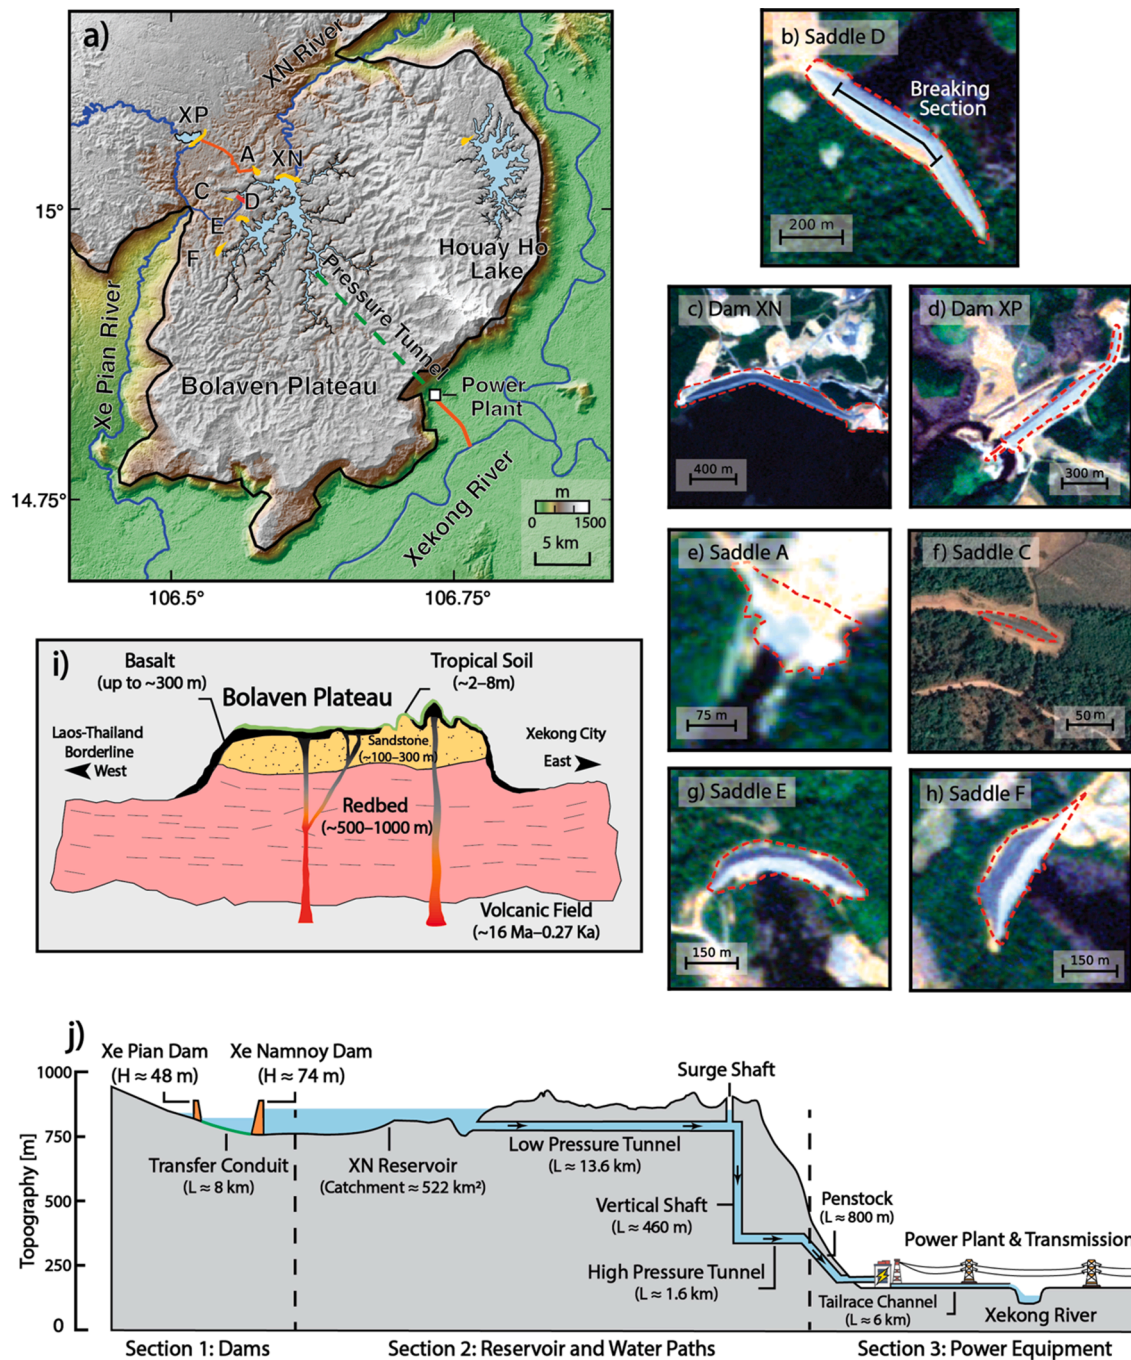 a)
XN River
XP
A
XN
C
D
15°
E
F
Houay Ho
Lake
Xe Pian River
Pressure Tunnel
Bolaven Plateau
Power
Plant
14.75°
Xekong River
m
0 1500
5 km
106.5°
106.75°
b) Saddle D
Breaking
Section
200 m
c) Dam XN
400 m
d) Dam XP
300 m
e) Saddle A
75 m
f) Saddle C
50 m
g) Saddle E
150 m
h) Saddle F
150 m
i)
Basalt
(up to ~300 m)
Bolaven Plateau
Tropical Soil
(~2–8m)
Laos-Thailand
Borderline
West
Sandstone
(~100–300 m)
Xekong City
East
Redbed
(~500–1000 m)
Volcanic Field
(~16 Ma–0.27 Ka)
j)
Xe Pian Dam
(H ≈ 48 m)
Xe Namnoy Dam
(H ≈ 74 m)
Surge Shaft
1000
750
500
250
0
Topography [m]
Transfer Conduit
(L ≈ 8 km)
XN Reservoir
(Catchment ≈ 522 km²)
Low Pressure Tunnel
(L ≈ 13.6 km)
Vertical Shaft
(L ≈ 460 m)
High Pressure Tunnel
(L ≈ 1.6 km)
Penstock
(L ≈ 800 m)
Power Plant & Transmission
Tailrace Channel
(L ≈ 6 km)
Xekong River
Section 1: Dams
Section 2: Reservoir and Water Paths
Section 3: Power Equipment